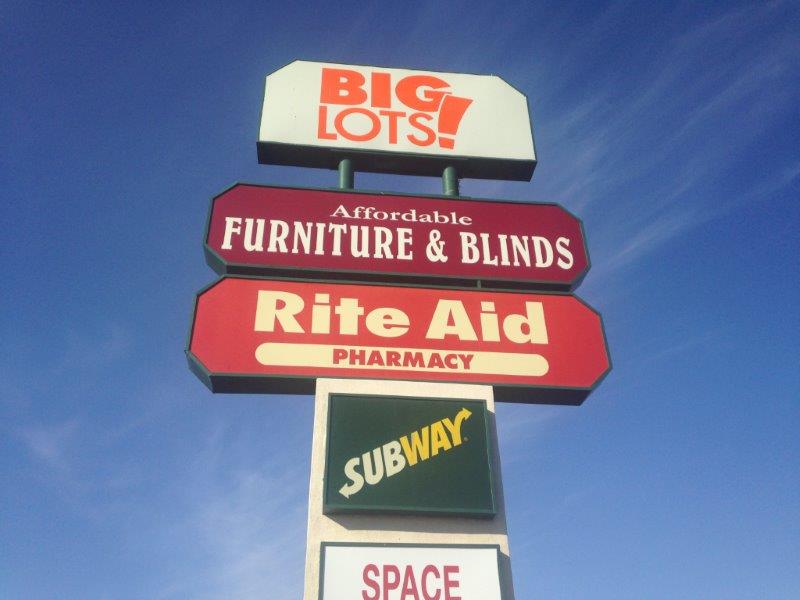 BIG
LOTS!
Affordable
FURNITURE & BLINDS
Rite Aid
PHARMACY
SUBWAY
SPACE